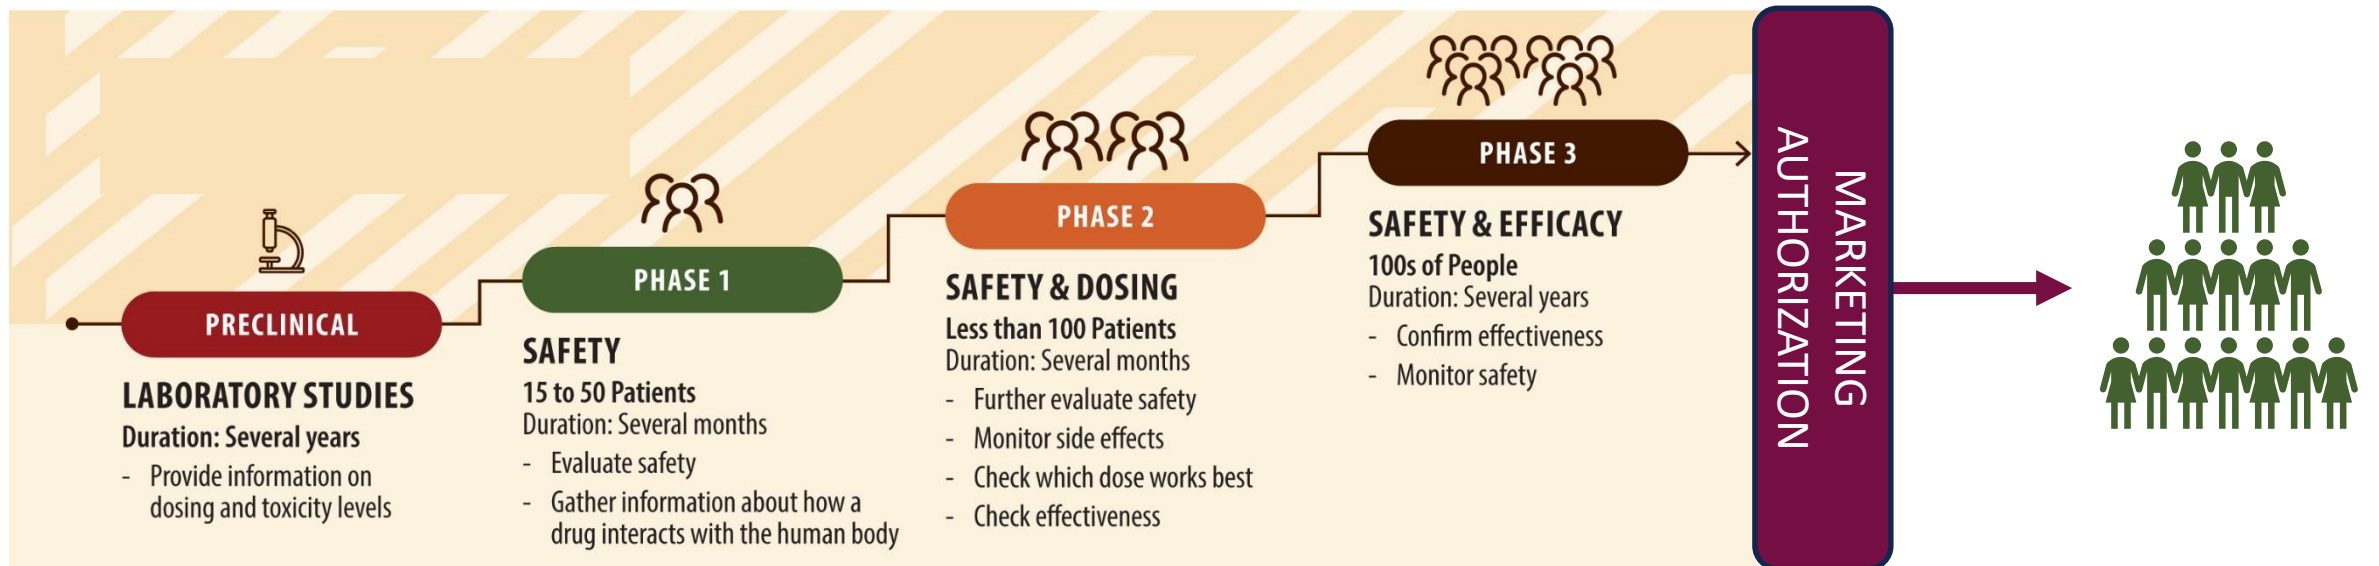 PRECLINICAL
LABORATORY STUDIES
Duration: Several years
- Provide information on
dosing and toxicity levels
PHASE 1
SAFETY
15 to 50 Patients
Duration: Several months
- Evaluate safety
- Gather information about how a
drug interacts with the human body
PHASE 2
SAFETY & DOSING
Less than 100 Patients
Duration: Several months
- Further evaluate safety
- Monitor side effects
- Check which dose works best
- Check effectiveness
PHASE 3
SAFETY & EFFICACY
100s of People
Duration: Several years
- Confirm effectiveness
- Monitor safety
MARKETING
AUTHORIZATION